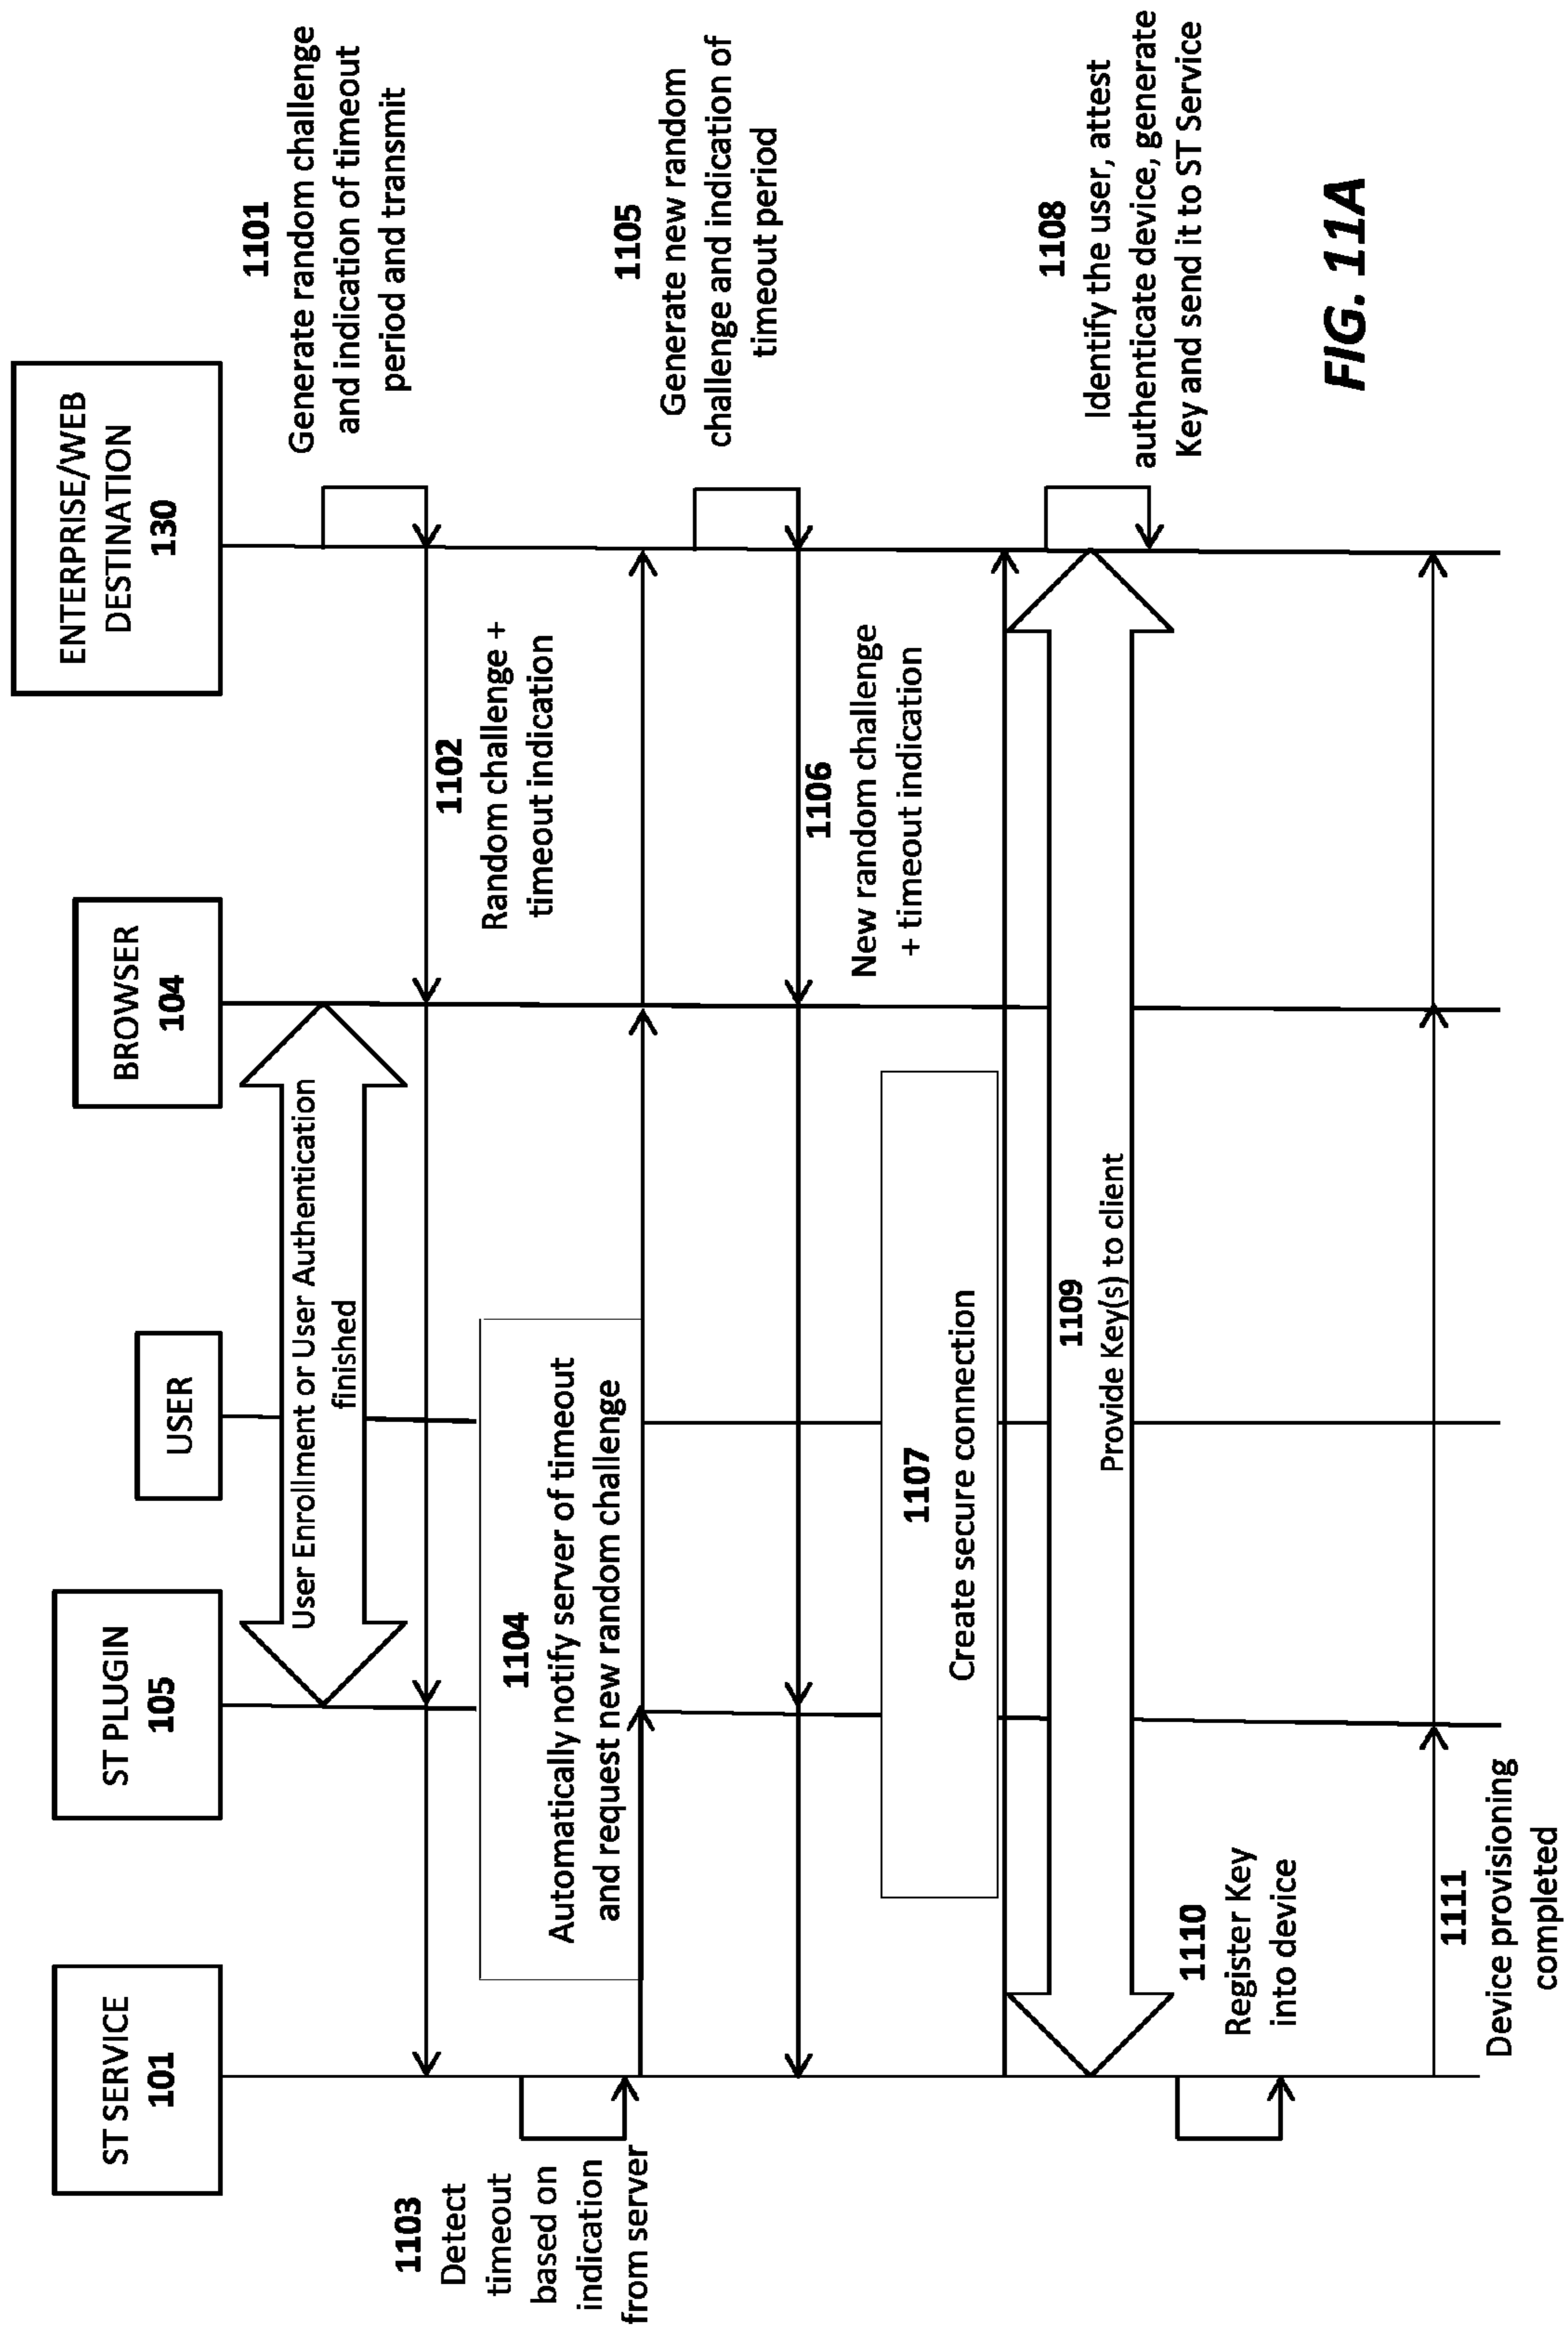 ST SERVICE
101
ST PLUGIN
105
USER
BROWSER
104
ENTERPRISE/WEB
DESTINATION
130
User Enrollment or User Authentication
finished
1101
Generate random challenge
and indication of timeout
period and transmit
1102
Random challenge +
timeout indication
1103
Detect
timeout
based on
indication
from server
1104
Automatically notify server of timeout
and request new random challenge
1105
Generate new random
challenge and indication of
timeout period
1106
New random challenge
+ timeout indication
1107
Create secure connection
1108
Identify the user, attest
authenticate device, generate
Key and send it to ST Service
1109
Provide Key(s) to client
1110
Register Key
into device
1111
Device provisioning
completed
FIG. 11A